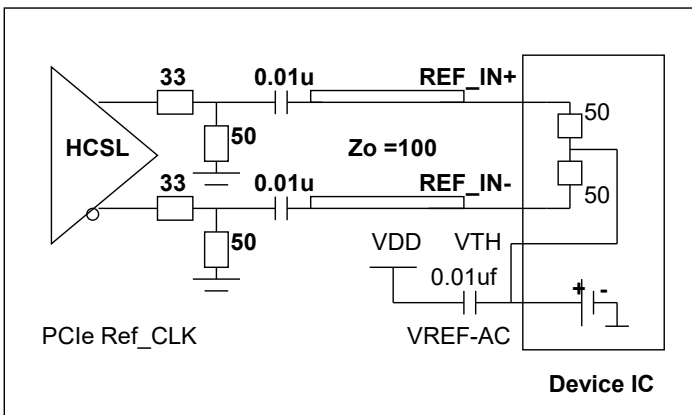 33
0.01u
REF_IN+
50
50
HCSL
Zo =100
33
0.01u
REF_IN-
50
50
VDD
VTH
0.01uf
+
-
PCIe Ref_CLK
VREF-AC
Device IC